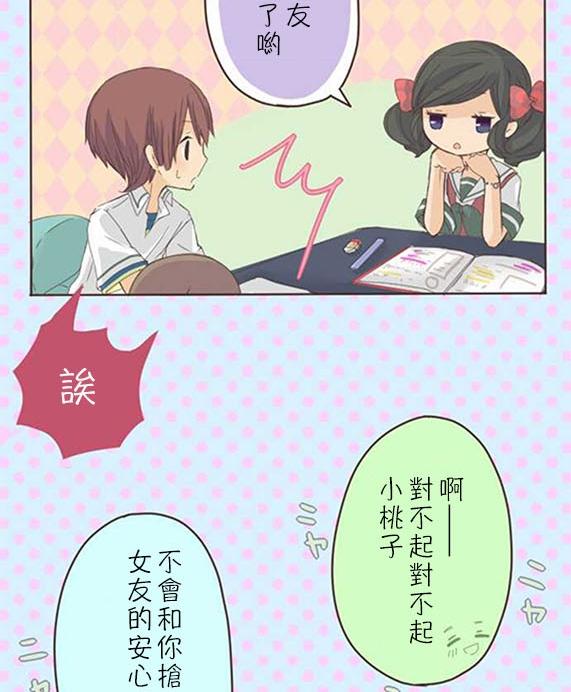 友
了喲
誒
啊——
對不起對不起
小桃子
不會和你搶
女友的安心